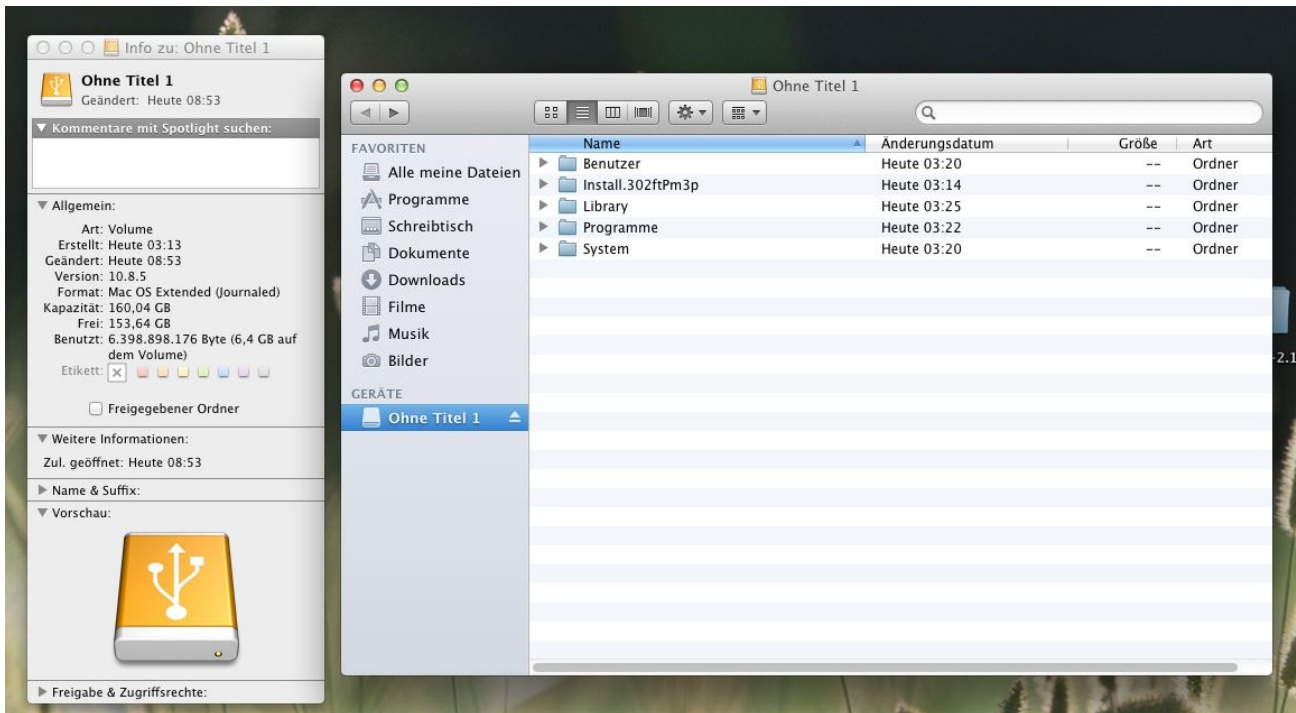 Info zu: Ohne Titel 1
Ohne Titel 1
Geändert: Heute 08:53
Kommentare mit Spotlight suchen:
Allgemein:
Art: Volume
Erstellt: Heute 03:13
Geändert: Heute 08:53
Version: 10.8.5
Format: Mac OS Extended (Journaled)
Kapazität: 160,04 GB
Frei: 153,64 GB
Benutzt: 6.398.898.176 Byte (6,4 GB auf
dem Volume)
Etikett:
Freigegebener Ordner
Weitere Informationen:
Zul. geöffnet: Heute 08:53
Name & Suffix:
Vorschau:
Freigabe & Zugriffsrechte:
Ohne Titel 1
FAVORITEN
Alle meine Dateien
Programme
Schreibtisch
Dokumente
Downloads
Filme
Musik
Bilder
GERÄTE
Ohne Titel 1
Name Änderungsdatum Größe Art
Benutzer Heute 03:20 -- Ordner
Install.302ftPm3p Heute 03:14 -- Ordner
Library Heute 03:25 -- Ordner
Programme Heute 03:22 -- Ordner
System Heute 03:20 -- Ordner
-2.1